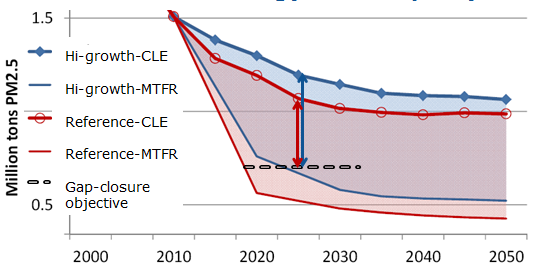 1.5
Hi-growth-CLE
Hi-growth-MTFR
Reference-CLE
Reference-MTFR
Gap-closure
objective
0.5
Million tons PM2.5
2000 2010 2020 2030 2040 2050